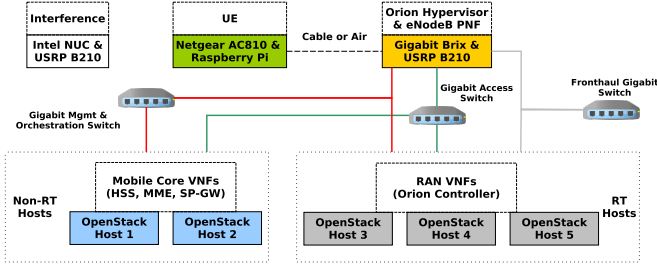 Interference
Intel NUC &
USRP B210
UE
Netgear AC810 &
Raspberry Pi
Cable or Air
Orion Hypervisor
& eNodeB PNF
Gigabit Brix &
USRP B210
Gigabit Mgmt &
Orchestration Switch
Gigabit Access
Switch
Fronthaul Gigabit
Switch
Non-RT
Hosts
Mobile Core VNFs
(HSS, MME, SP-GW)
OpenStack
Host 1
OpenStack
Host 2
RAN VNFs
(Orion Controller)
OpenStack
Host 3
OpenStack
Host 4
OpenStack
Host 5
RT
Hosts